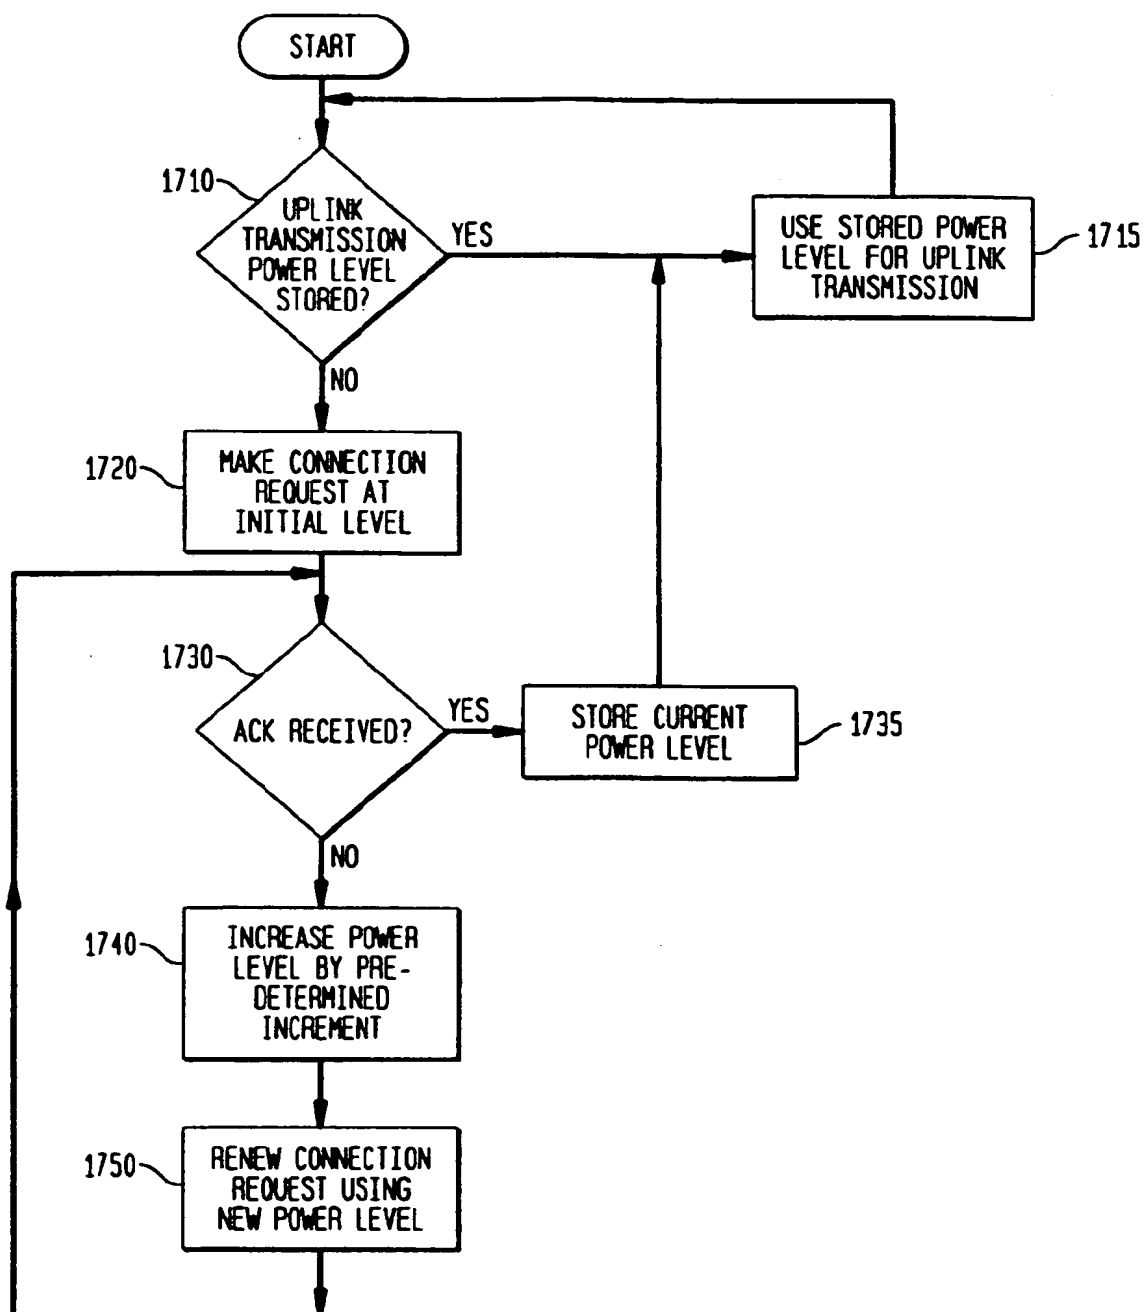 START
1710
UPLINK
TRANSMISSION
POWER LEVEL
STORED?
YES
USE STORED POWER
LEVEL FOR UPLINK
TRANSMISSION
1715
NO
1720
MAKE CONNECTION
REQUEST AT
INITIAL LEVEL
1730
ACK RECEIVED?
YES
STORE CURRENT
POWER LEVEL
1735
NO
1740
INCREASE POWER
LEVEL BY PRE-
DETERMINED
INCREMENT
1750
RENEW CONNECTION
REQUEST USING
NEW POWER LEVEL